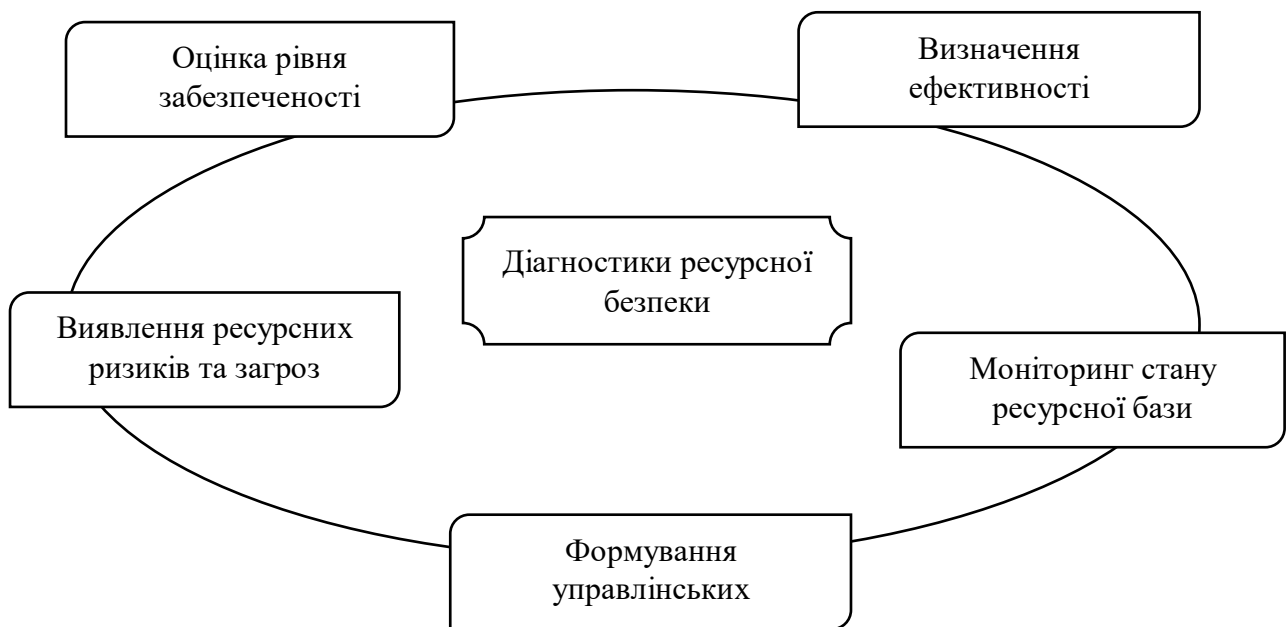 Оцінка рівня
забезпеченості
Визначення
ефективності
Діагностики ресурсної
безпеки
Виявлення ресурсних
ризиків та загроз
Моніторинг стану
ресурсної бази
Формування
управлінських